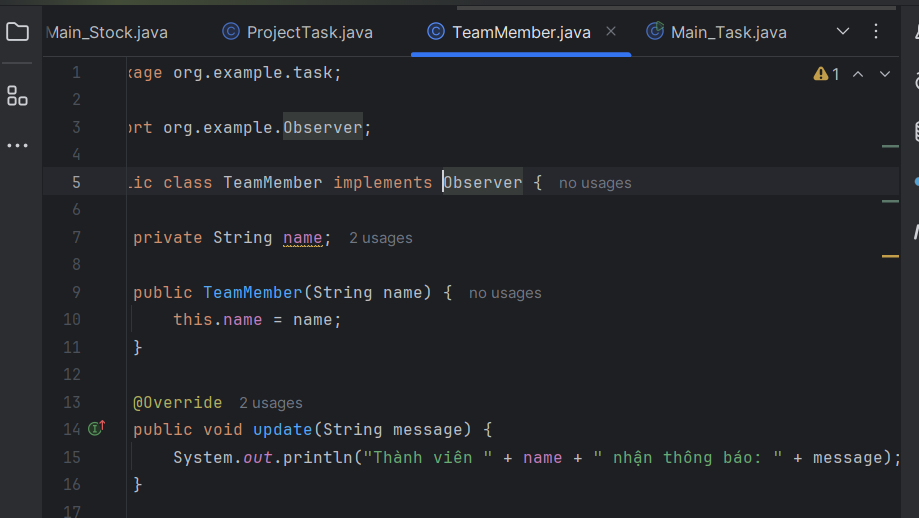 Main_Stock.java ProjectTask.java TeamMember.java Main_Task.java
1 kage org.example.task; 1
2
3 ort org.example.Observer;
4
5 lic class TeamMember implements Observer { no usages
6
7 private String name; 2 usages
8
9 public TeamMember(String name) { no usages
10 this.name = name;
11 }
12
13 @Override 2 usages
14 public void update(String message) {
15 System.out.println("Thành viên " + name + " nhận thông báo: " + message);
16 }
17